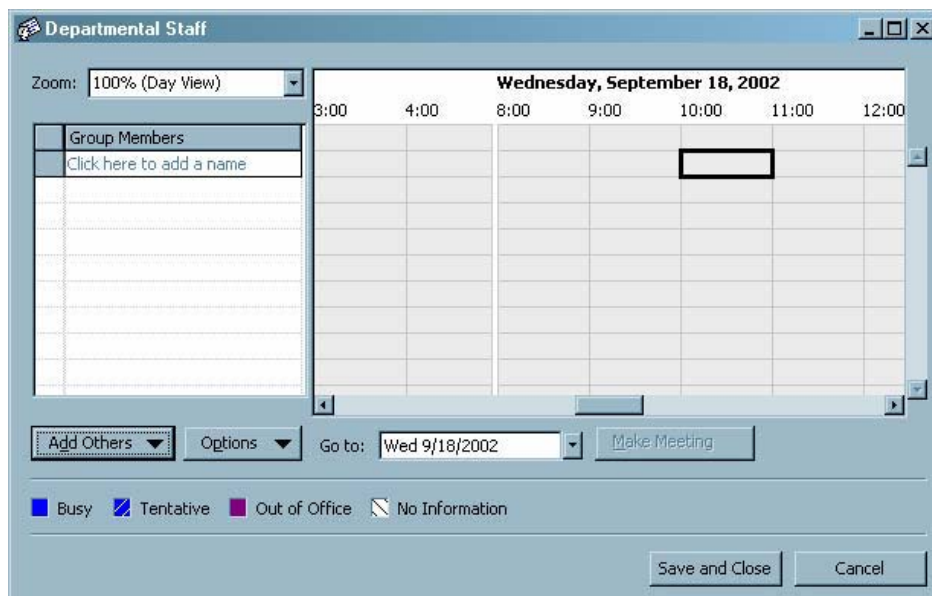 Departmental Staff
Zoom: 100% (Day View)
Wednesday, September 18, 2002
3:00 4:00 8:00 9:00 10:00 11:00 12:00
Group Members
Click here to add a name
Add Others Options Go to: Wed 9/18/2002 Make Meeting
Busy Tentative Out of Office No Information
Save and Close Cancel